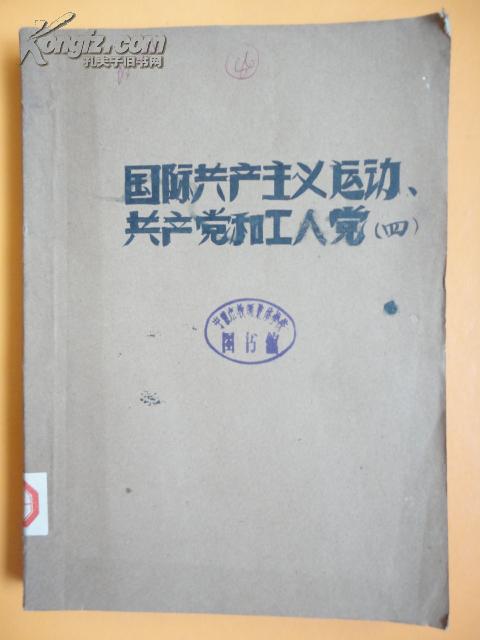 Kongfz.com
孔夫子旧书网
46
国际共产主义运动、
共产党和工人党(四)
图书馆